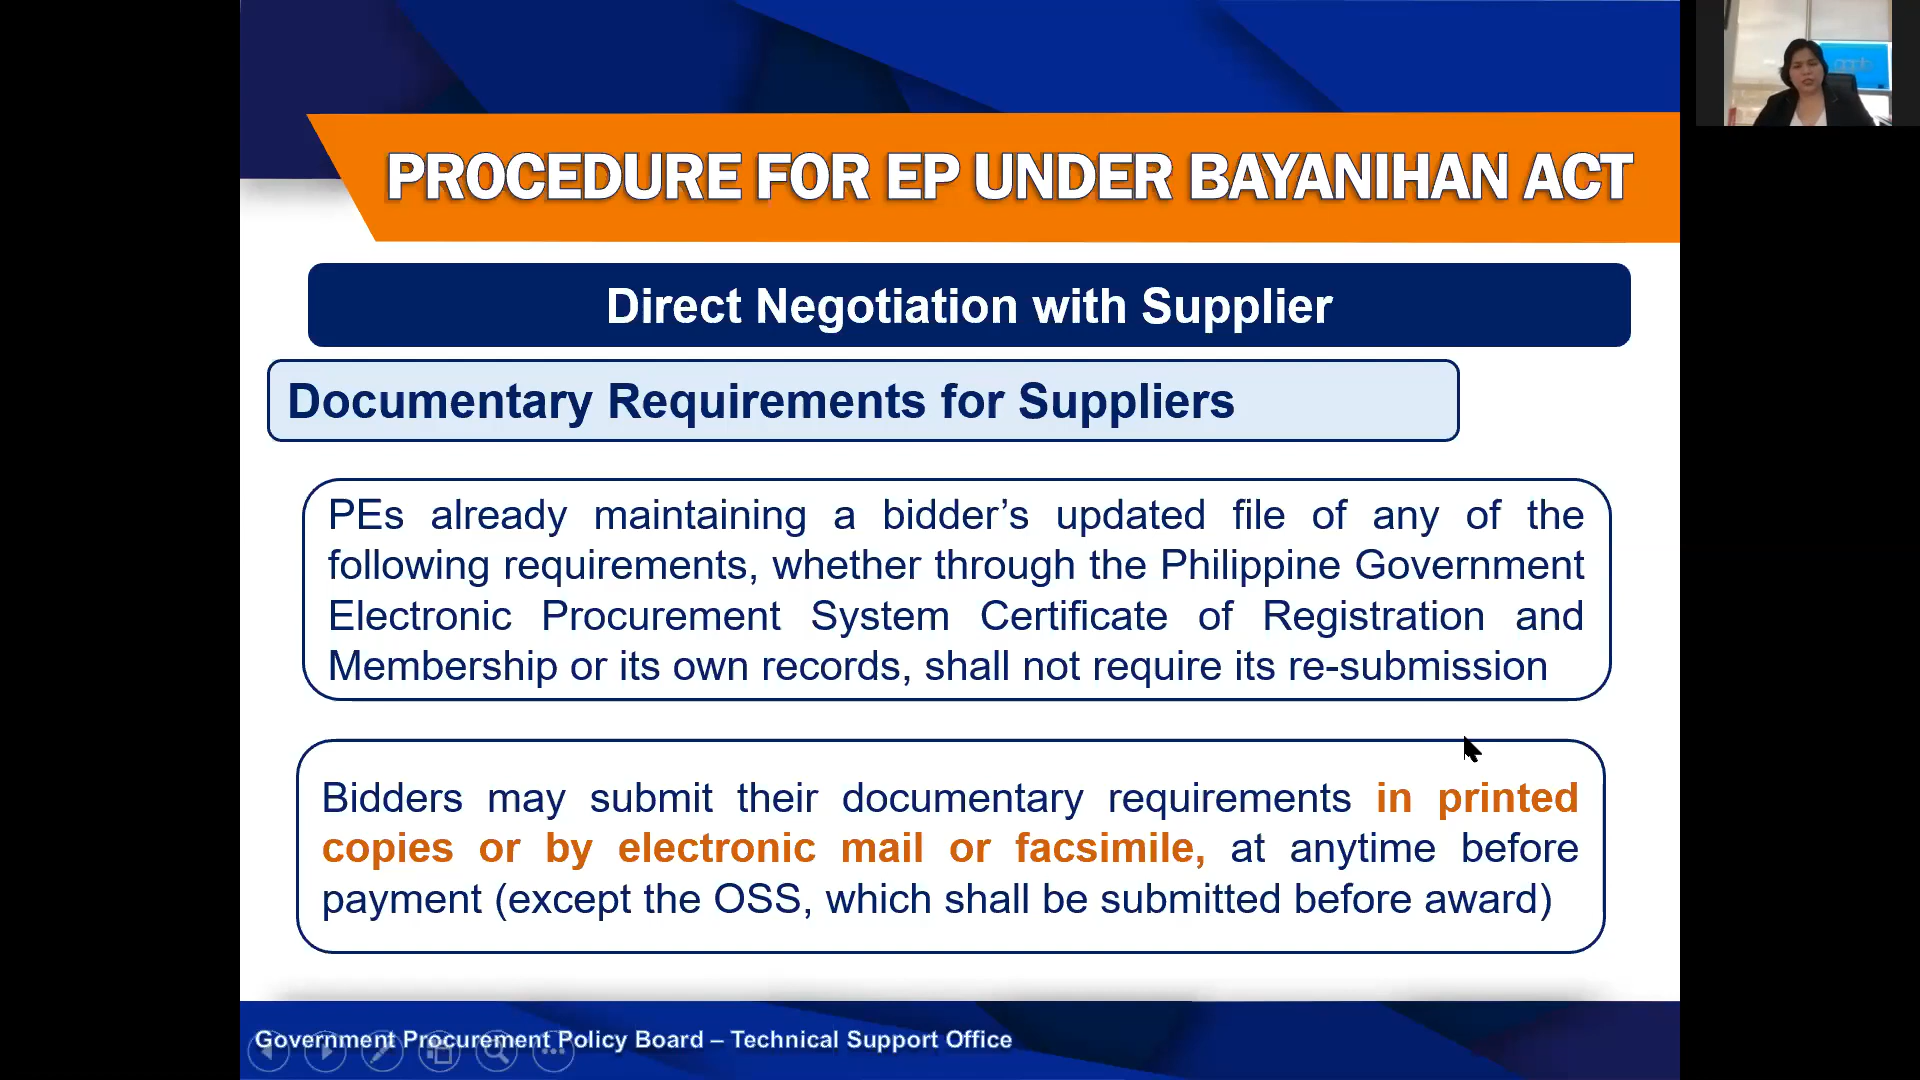 PROCEDURE FOR EP UNDER BAYANIHAN ACT
Direct Negotiation with Supplier
Documentary Requirements for Suppliers
PEs already maintaining a bidder’s updated file of any of the
following requirements, whether through the Philippine Government
Electronic Procurement System Certificate of Registration and
Membership or its own records, shall not require its re-submission
Bidders may submit their documentary requirements in printed
copies or by electronic mail or facsimile, at anytime before
payment (except the OSS, which shall be submitted before award)
Government Procurement Policy Board – Technical Support Office